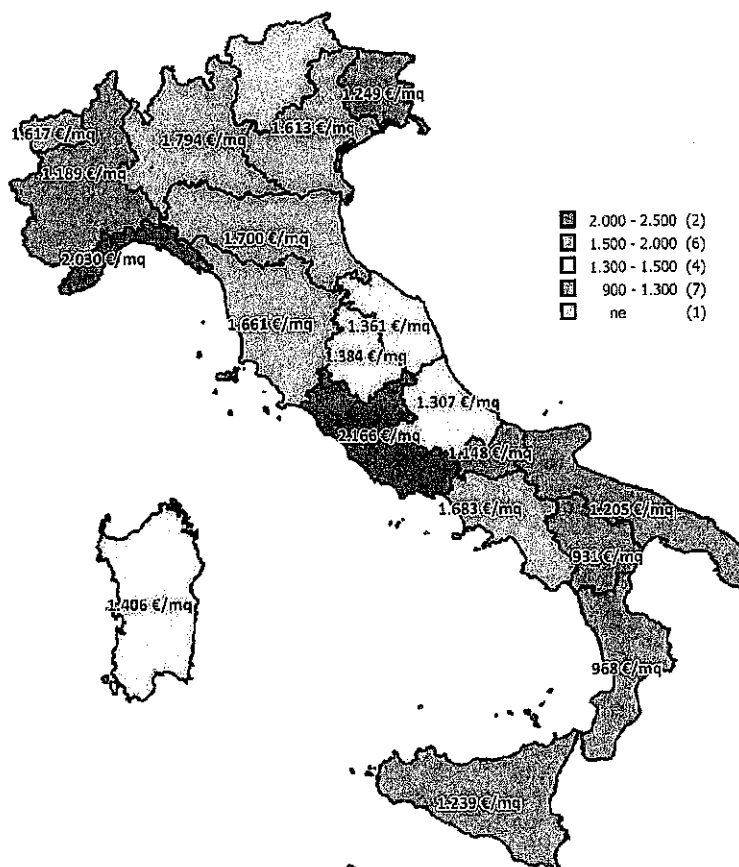 1.249 €/mq
1.617 €/mq
1.794 €/mq
1.613 €/mq
1.189 €/mq
2.000 - 2.500 (2)
1.500 - 2.000 (6)
1.300 - 1.500 (4)
900 - 1.300 (7)
ne (1)
1.700 €/mq
2.030 €/mq
1.661 €/mq
1.361 €/mq
1.384 €/mq
1.307 €/mq
2.166 €/mq
1.148 €/mq
1.683 €/mq
1.205 €/mq
931 €/mq
1.406 €/mq
968 €/mq
1.239 €/mq